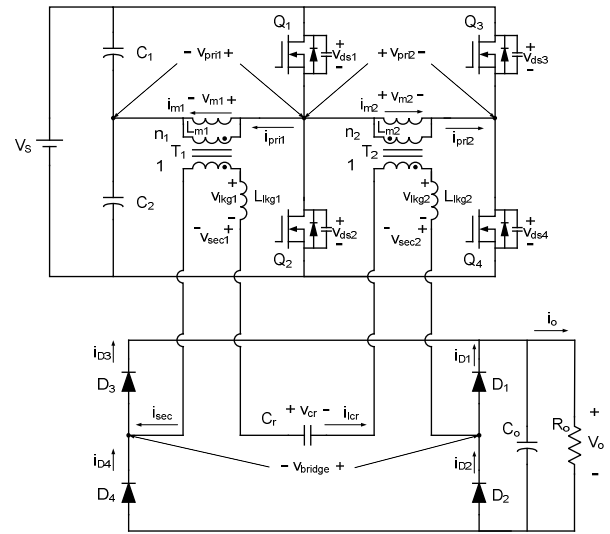 Q1 Q3
C1 - vpri1 + + vpri2 - + vds1 - + vds3 -
im1 - vm1 + im2 + vm2 -
Lm1 Lm2
n1 ipri1 n2 ipri2
VS T1 T2
1 1
C2 + vlkg1 - Llkg1 + vlkg2 - Llkg2
- vsec1 + + vds2 - - vsec2 + + vds4 -
Q2 Q4
io
iD3 iD1
D3 D1
isec Cr + vcr - ilcr Co Ro + Vo -
iD4 - vbridge + iD2
D4 D2